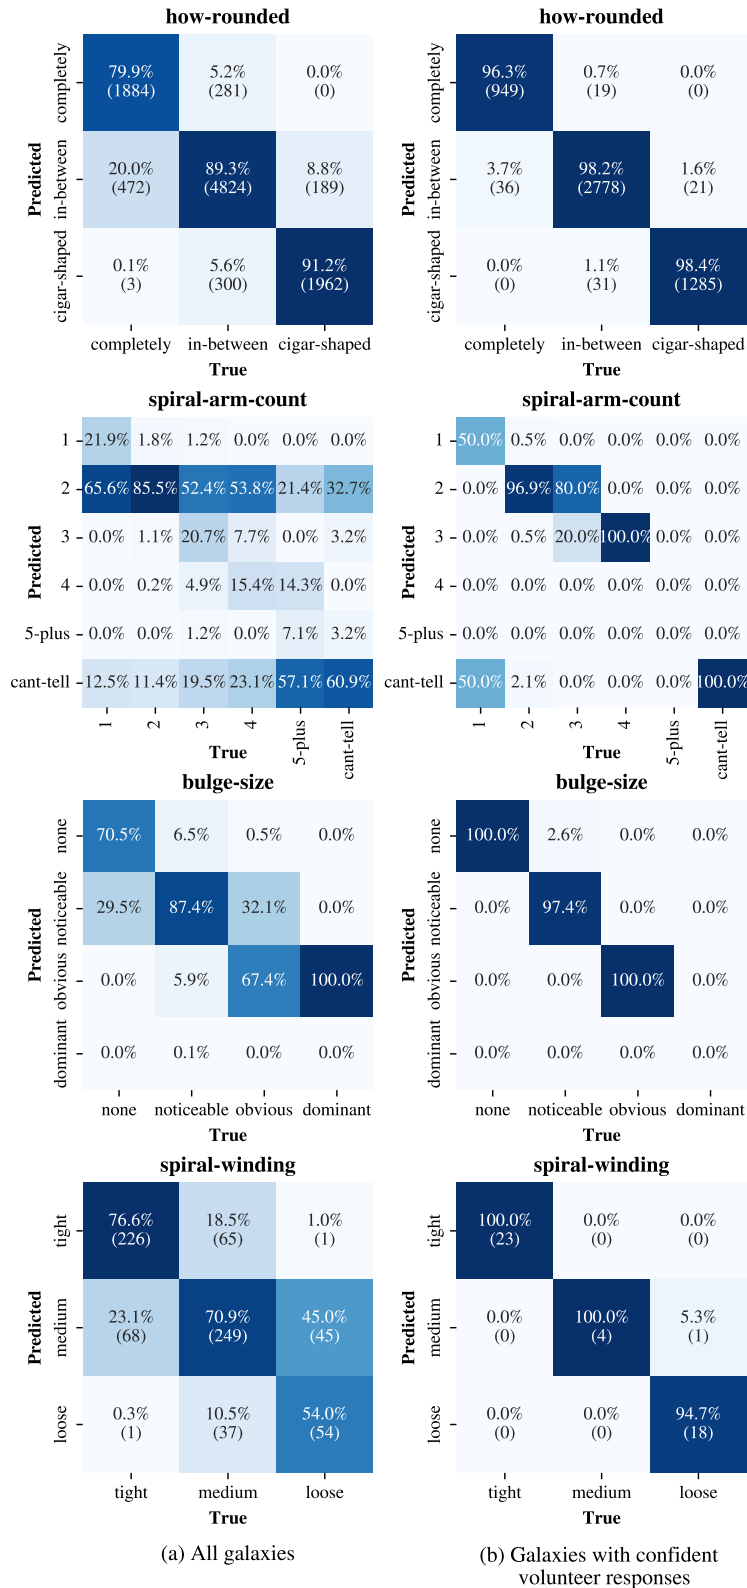 how-rounded
completely
79.9%
(1884)
5.2%
(281)
0.0%
(0)
Predicted
in-between
20.0%
(472)
89.3%
(4824)
8.8%
(189)
cigar-shaped
0.1%
(3)
5.6%
(300)
91.2%
(1962)
completely in-between cigar-shaped
True
how-rounded
completely
96.3%
(949)
0.7%
(19)
0.0%
(0)
Predicted
in-between
3.7%
(36)
98.2%
(2778)
1.6%
(21)
cigar-shaped
0.0%
(0)
1.1%
(31)
98.4%
(1285)
completely in-between cigar-shaped
True
spiral-arm-count
1 21.9% 1.8% 1.2% 0.0% 0.0% 0.0%
2 65.6% 85.5% 52.4% 53.8% 21.4% 32.7%
Predicted
3 0.0% 1.1% 20.7% 7.7% 0.0% 3.2%
4 0.0% 0.2% 4.9% 15.4% 14.3% 0.0%
5-plus 0.0% 0.0% 1.2% 0.0% 7.1% 3.2%
cant-tell 12.5% 11.4% 19.5% 23.1% 57.1% 60.9%
1 2 3 4 5-plus cant-tell
True
spiral-arm-count
1 50.0% 0.5% 0.0% 0.0% 0.0% 0.0%
2 0.0% 96.9% 80.0% 0.0% 0.0% 0.0%
Predicted
3 0.0% 0.5% 20.0% 100.0% 0.0% 0.0%
4 0.0% 0.0% 0.0% 0.0% 0.0% 0.0%
5-plus 0.0% 0.0% 0.0% 0.0% 0.0% 0.0%
cant-tell 50.0% 2.1% 0.0% 0.0% 0.0% 100.0%
1 2 3 4 5-plus cant-tell
True
bulge-size
none 70.5% 6.5% 0.5% 0.0%
Predicted
noticeable 29.5% 87.4% 32.1% 0.0%
obvious 0.0% 5.9% 67.4% 100.0%
dominant 0.0% 0.1% 0.0% 0.0%
none noticeable obvious dominant
True
bulge-size
none 100.0% 2.6% 0.0% 0.0%
Predicted
noticeable 0.0% 97.4% 0.0% 0.0%
obvious 0.0% 0.0% 100.0% 0.0%
dominant 0.0% 0.0% 0.0% 0.0%
none noticeable obvious dominant
True
spiral-winding
tight
76.6%
(226)
18.5%
(65)
1.0%
(1)
Predicted
medium
23.1%
(68)
70.9%
(249)
45.0%
(45)
loose
0.3%
(1)
10.5%
(37)
54.0%
(54)
tight medium loose
True
spiral-winding
tight
100.0%
(23)
0.0%
(0)
0.0%
(0)
Predicted
medium
0.0%
(0)
100.0%
(4)
5.3%
(1)
loose
0.0%
(0)
0.0%
(0)
94.7%
(18)
tight medium loose
True
(a) All galaxies
(b) Galaxies with confident
volunteer responses